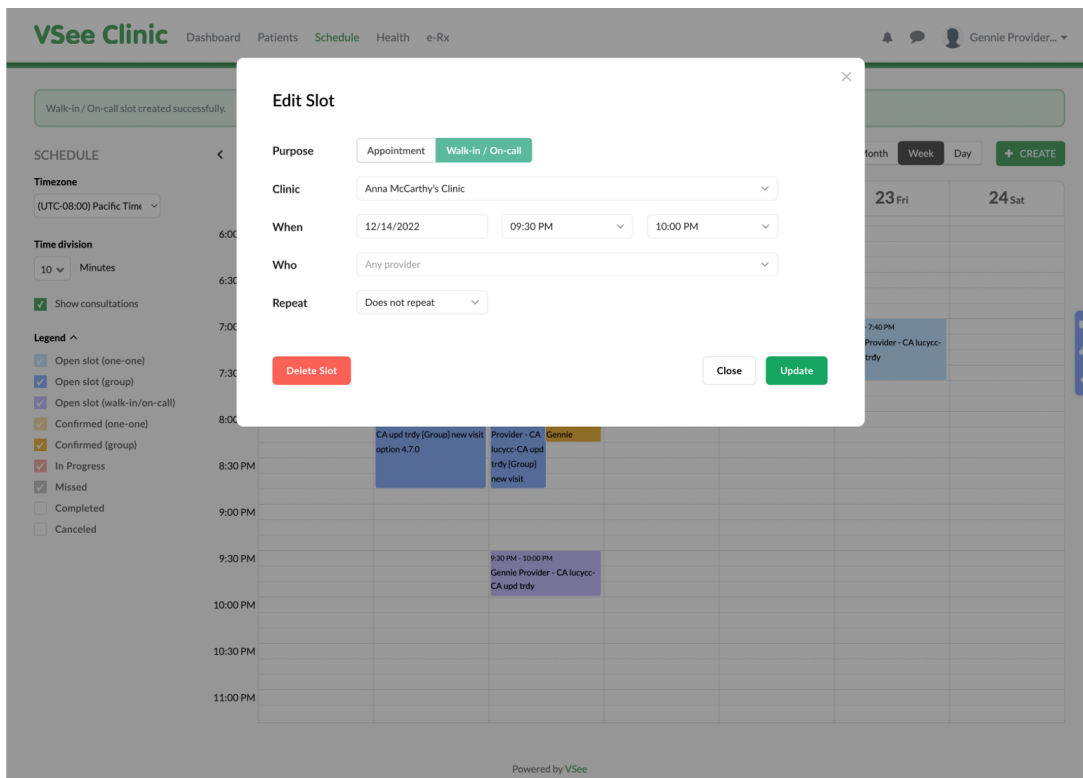 VSee Clinic
Dashboard Patients Schedule Health e-Rx
Gennie Provider...
Walk-in / On-call slot created successfully.
SCHEDULE
Timezone
(UTC-08:00) Pacific Time
Time division
10 Minutes
Show consultations
Legend
Open slot (one-one)
Open slot (group)
Open slot (walk-in/on-call)
Confirmed (one-one)
Confirmed (group)
In Progress
Missed
Completed
Canceled
Edit Slot
Purpose Appointment Walk-in / On-call
Clinic Anna McCarthy's Clinic
When 12/14/2022 09:30 PM 10:00 PM
Who Any provider
Repeat Does not repeat
Delete Slot Close Update
Week Day + CREATE
23 Fri 24 Sat
- 7:40 PM
Provider - CA lucycc-
trdy
CA upd trdy [Group] new visit
option 4.7.0
Provider - CA
lucycc-CA upd
trdy [Group]
new visit
Gennie
8:30 PM
9:00 PM
9:30 PM
9:30 PM - 10:00 PM
Gennie Provider - CA lucycc-
CA upd trdy
10:00 PM
10:30 PM
11:00 PM
Powered by VSee